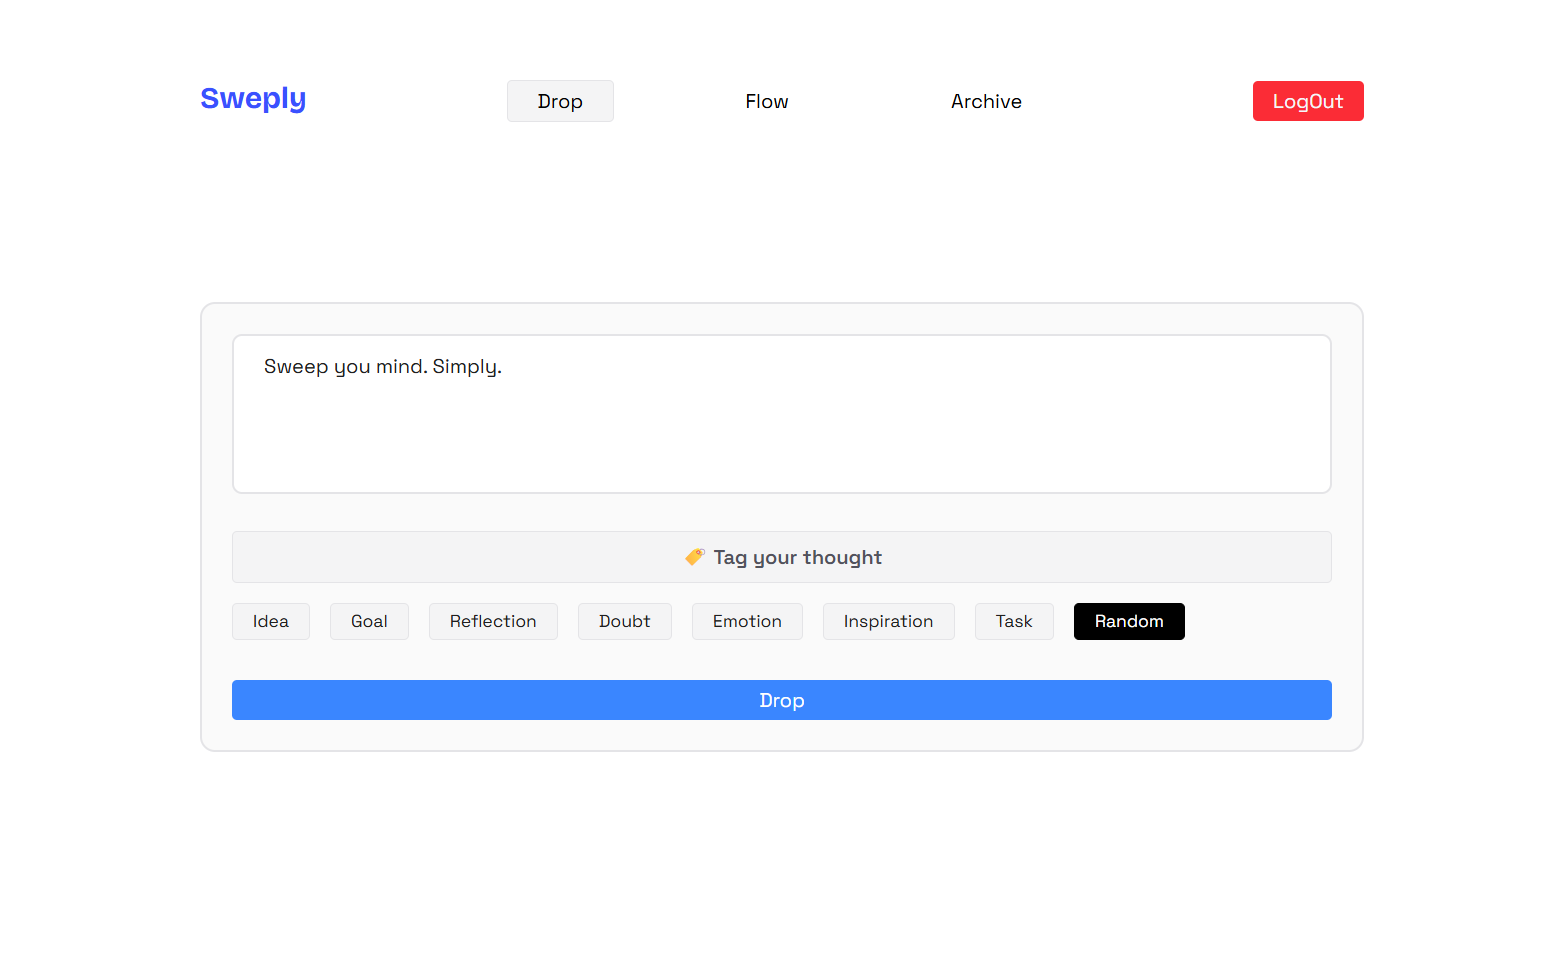 Sweply Drop Flow Archive LogOut
Sweep you mind. Simply.
Tag your thought
Idea Goal Reflection Doubt Emotion Inspiration Task Random
Drop